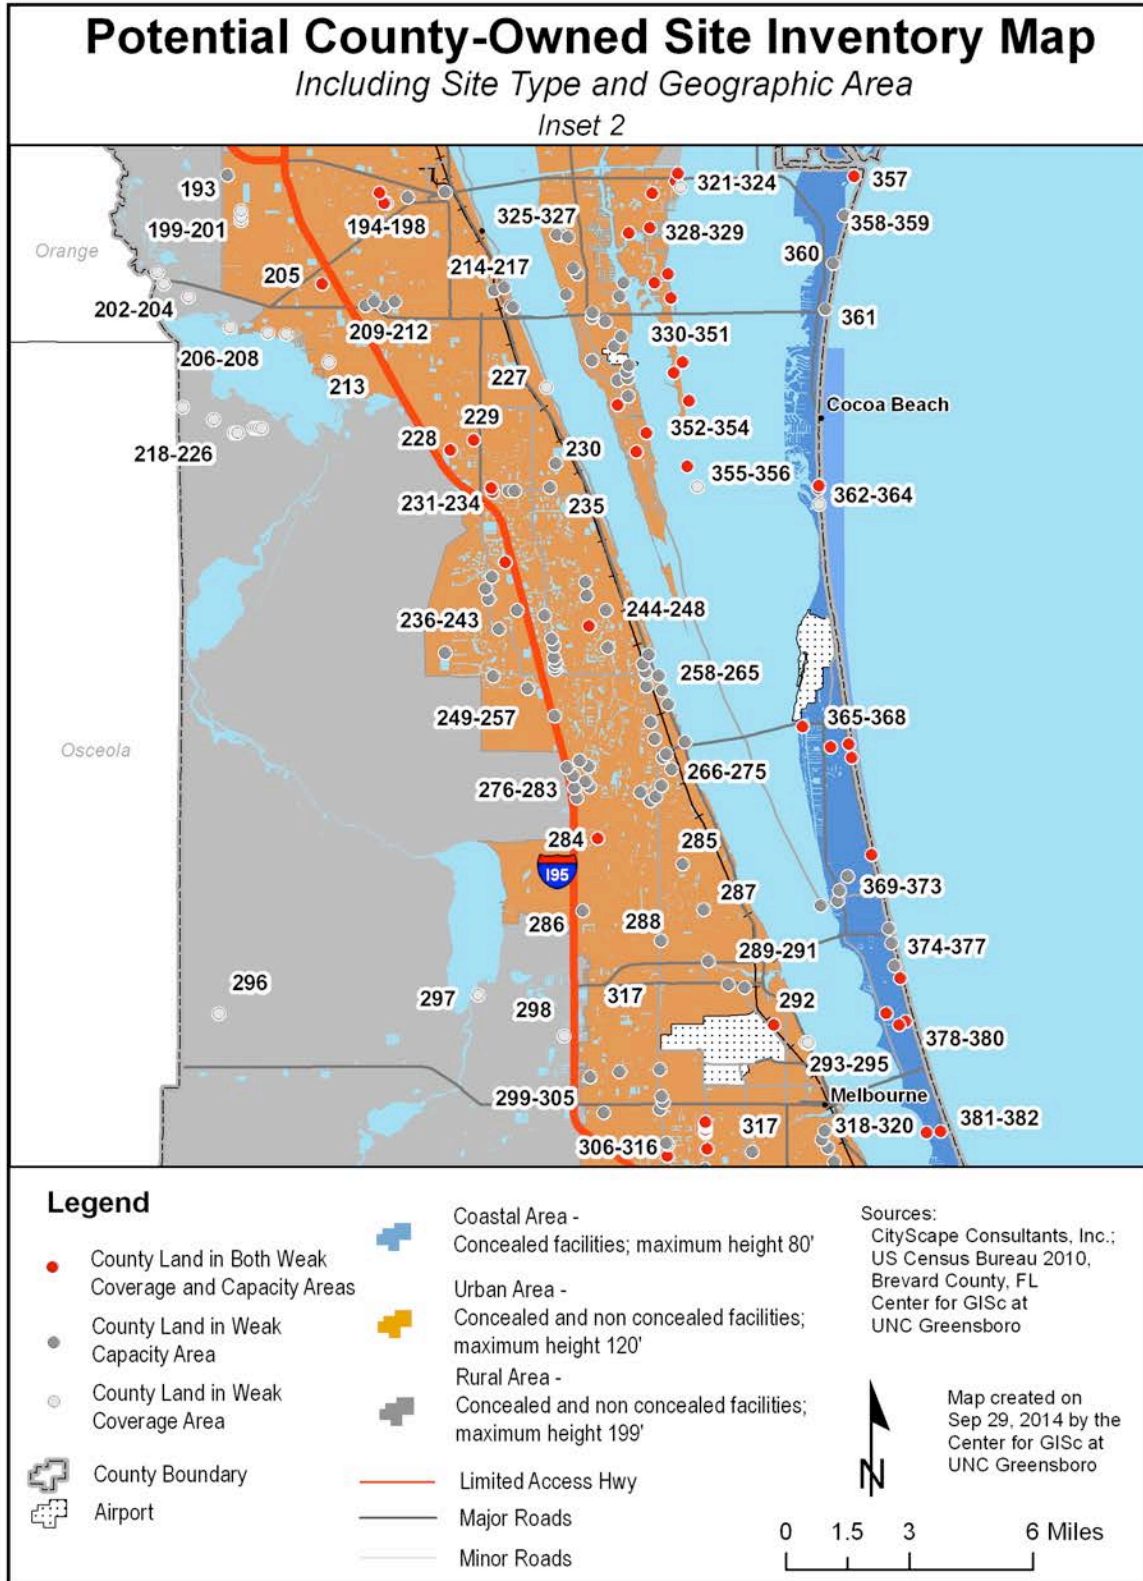 Potential County-Owned Site Inventory Map
Including Site Type and Geographic Area
Inset 2
193
194-198
321-324
357
199-201
325-327
328-329
358-359
Orange
205
214-217
360
202-204
209-212
330-351
361
206-208
213
227
229
352-354
Cocoa Beach
228
218-226
230
355-356
231-234
235
362-364
236-243
244-248
258-265
249-257
365-368
Osceola
266-275
276-283
284
285
195
369-373
287
286
288
289-291
374-377
296
297
298
317
292
378-380
293-295
299-305
Melbourne
306-316
317
318-320
381-382
Legend
County Land in Both Weak
Coverage and Capacity Areas
County Land in Weak
Capacity Area
County Land in Weak
Coverage Area
County Boundary
Airport
Coastal Area -
Concealed facilities; maximum height 80'
Urban Area -
Concealed and non concealed facilities;
maximum height 120'
Rural Area -
Concealed and non concealed facilities;
maximum height 199'
Limited Access Hwy
Major Roads
Minor Roads
Sources:
CityScape Consultants, Inc.;
US Census Bureau 2010,
Brevard County, FL
Center for GISc at
UNC Greensboro
Map created on
Sep 29, 2014 by the
Center for GISc at
UNC Greensboro
N
0 1.5 3 6 Miles